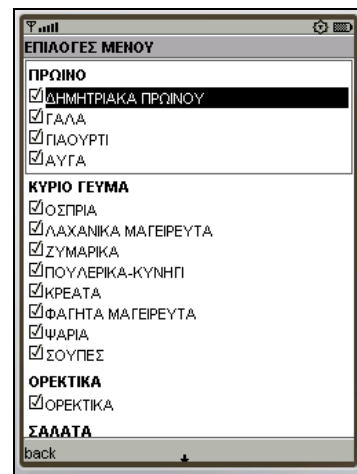 ΕΠΙΛΟΓΕΣ ΜΕΝΟΥ
ΠΡΩΙΝΟ
ΔΗΜΗΤΡΙΑΚΑ ΠΡΩΙΝΟΥ
ΓΑΛΑ
ΓΙΑΟΥΡΤΙ
ΑΥΓΑ
ΚΥΡΙΟ ΓΕΥΜΑ
ΟΣΠΡΙΑ
ΛΑΧΑΝΙΚΑ ΜΑΓΕΙΡΕΥΤΑ
ΖΥΜΑΡΙΚΑ
ΠΟΥΛΕΡΙΚΑ-ΚΥΝΗΓΙ
ΚΡΕΑΤΑ
ΦΑΓΗΤΑ ΜΑΓΕΙΡΕΥΤΑ
ΨΑΡΙΑ
ΣΟΥΠΕΣ
ΟΡΕΚΤΙΚΑ
ΟΡΕΚΤΙΚΑ
ΣΑΛΑΤΑ
back